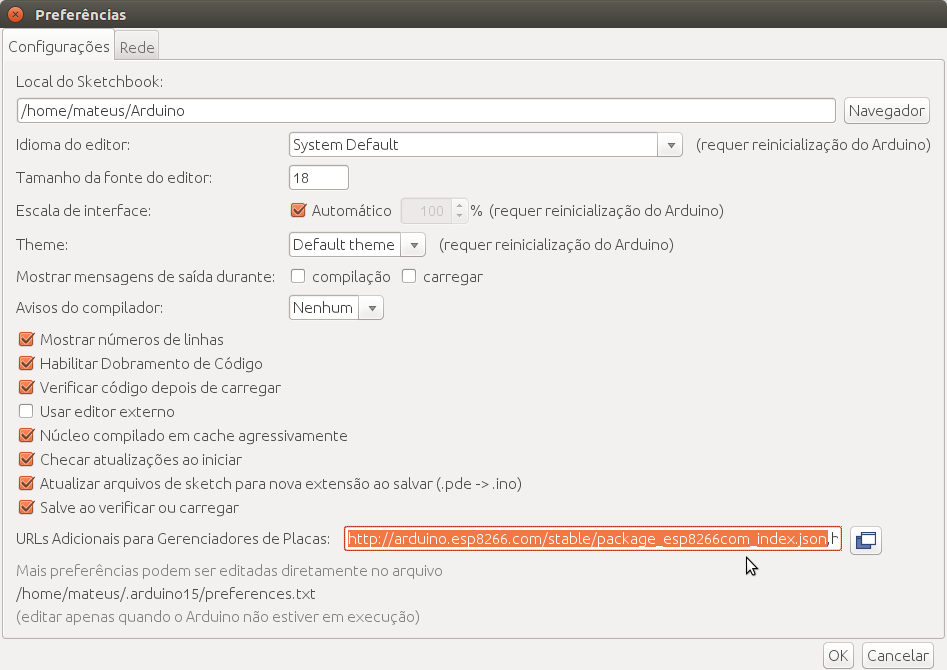 Preferências
Configurações Rede
Local do Sketchbook:
/home/mateus/Arduino Navegador
Idioma do editor: System Default (requer reinicialização do Arduino)
Tamanho da fonte do editor: 18
Escala de interface: Automático 100 % (requer reinicialização do Arduino)
Theme: Default theme (requer reinicialização do Arduino)
Mostrar mensagens de saída durante: compilação carregar
Avisos do compilador: Nenhum
Mostrar números de linhas
Habilitar Dobramento de Código
Verificar código depois de carregar
Usar editor externo
Núcleo compilado em cache agressivamente
Checar atualizações ao iniciar
Atualizar arquivos de sketch para nova extensão ao salvar (.pde -> .ino)
Salve ao verificar ou carregar
URLs Adicionais para Gerenciadores de Placas: http://arduino.esp8266.com/stable/package_esp8266com_index.json,h
Mais preferências podem ser editadas diretamente no arquivo
/home/mateus/.arduino15/preferences.txt
(editar apenas quando o Arduino não estiver em execução)
OK Cancelar